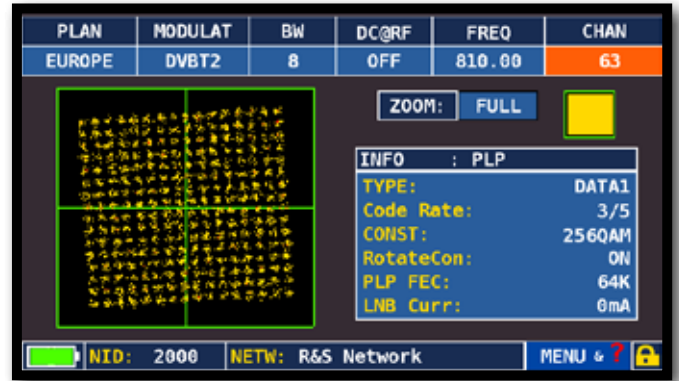 PLAN MODULAT BW DC@RF FREQ CHAN
EUROPE DVBT2 8 OFF 810.00 63
ZOOM: FULL
INFO : PLP
TYPE: DATA1
Code Rate: 3/5
CONST: 256QAM
RotateCon: ON
PLP FEC: 64K
LNB Curr: 0mA
NID: 2000 NETW: R&S Network MENU & ?